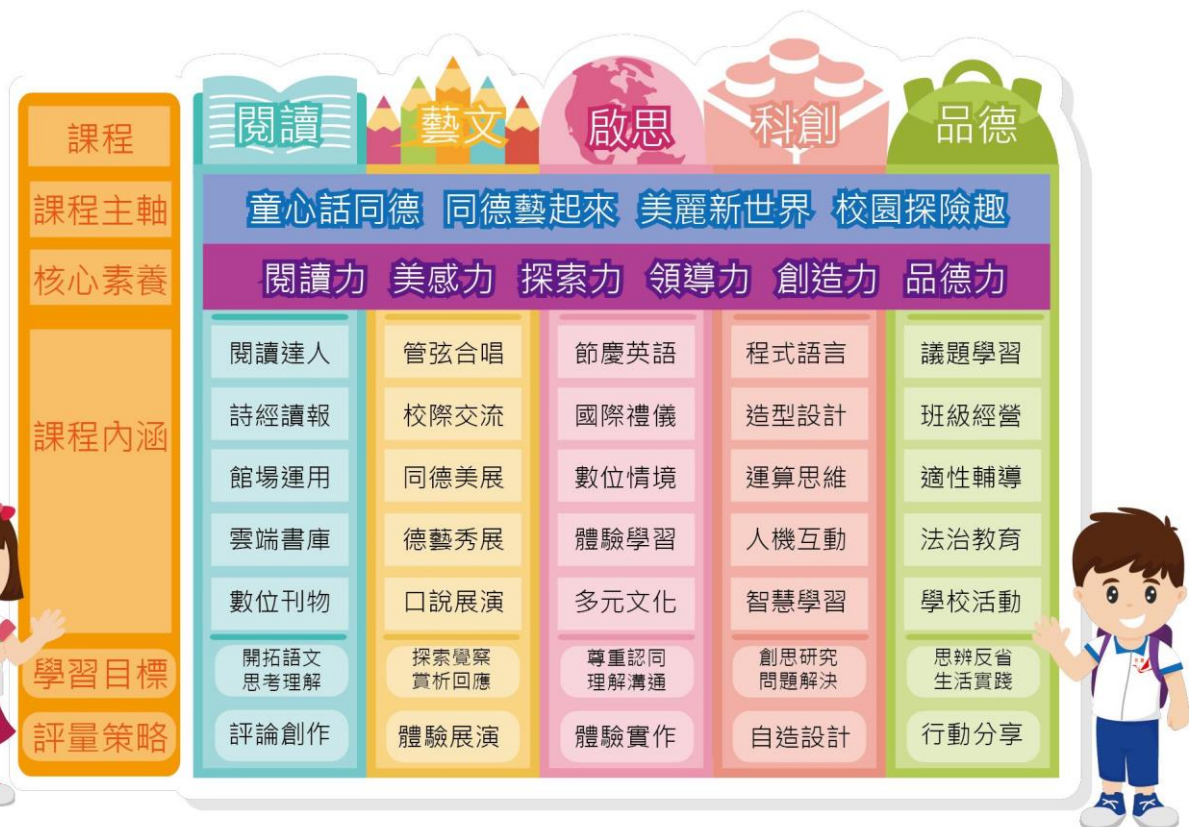 課程
閱讀 藝文 啟思 科創 品德
課程主軸
童心話同德 同德藝起來 美麗新世界 校園探險趣
核心素養
閱讀力 美感力 探索力 領導力 創造力 品德力
課程內涵
閱讀達人 管弦合唱 節慶英語 程式語言 議題學習
詩經讀報 校際交流 國際禮儀 造型設計 班級經營
館場運用 同德美展 數位情境 運算思維 適性輔導
雲端書庫 德藝秀展 體驗學習 人機互動 法治教育
數位刊物 口說展演 多元文化 智慧學習 學校活動
學習目標
開拓語文 探索覺察 尊重認同 創思研究 思辨反省
思考理解 賞析回應 理解溝通 問題解決 生活實踐
評量策略
評論創作 體驗展演 體驗實作 自造設計 行動分享